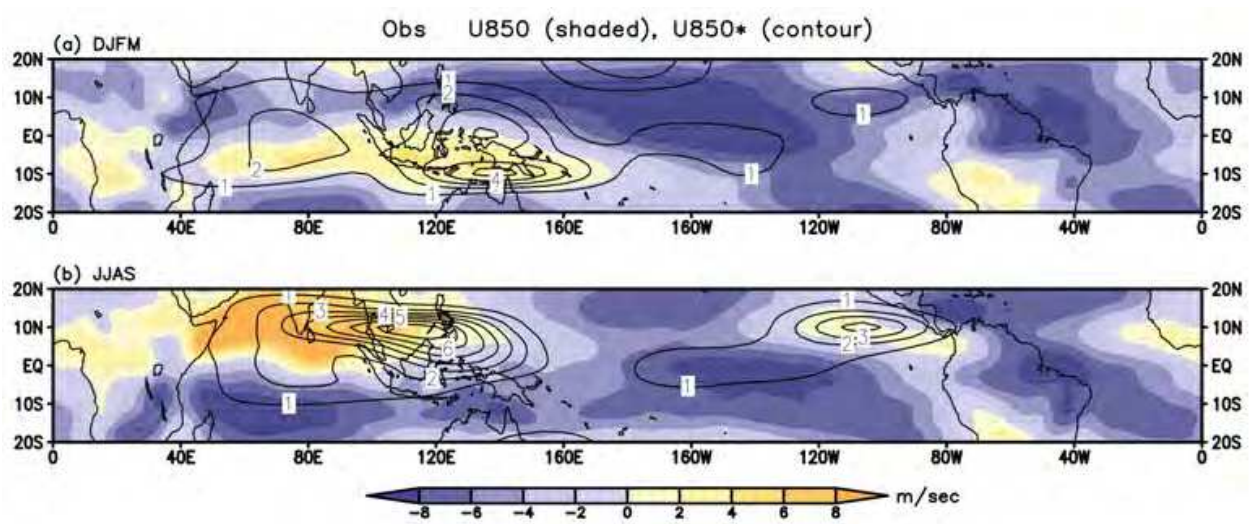 Obs U850 (shaded), U850* (contour)
(a) DJFM
20N 20N
10N 10N
EQ EQ
10S 10S
20S 20S
1
2
1
1
2
1
4
1
1
0 40E 80E 120E 160E 160W 120W 80W 40W 0
(b) JJAS
20N 20N
10N 10N
EQ EQ
10S 10S
20S 20S
1
3
4 5
6
2
1
1
2 3
1
0 40E 80E 120E 160E 160W 120W 80W 40W 0
-8 -6 -4 -2 0 2 4 6 8 m/sec